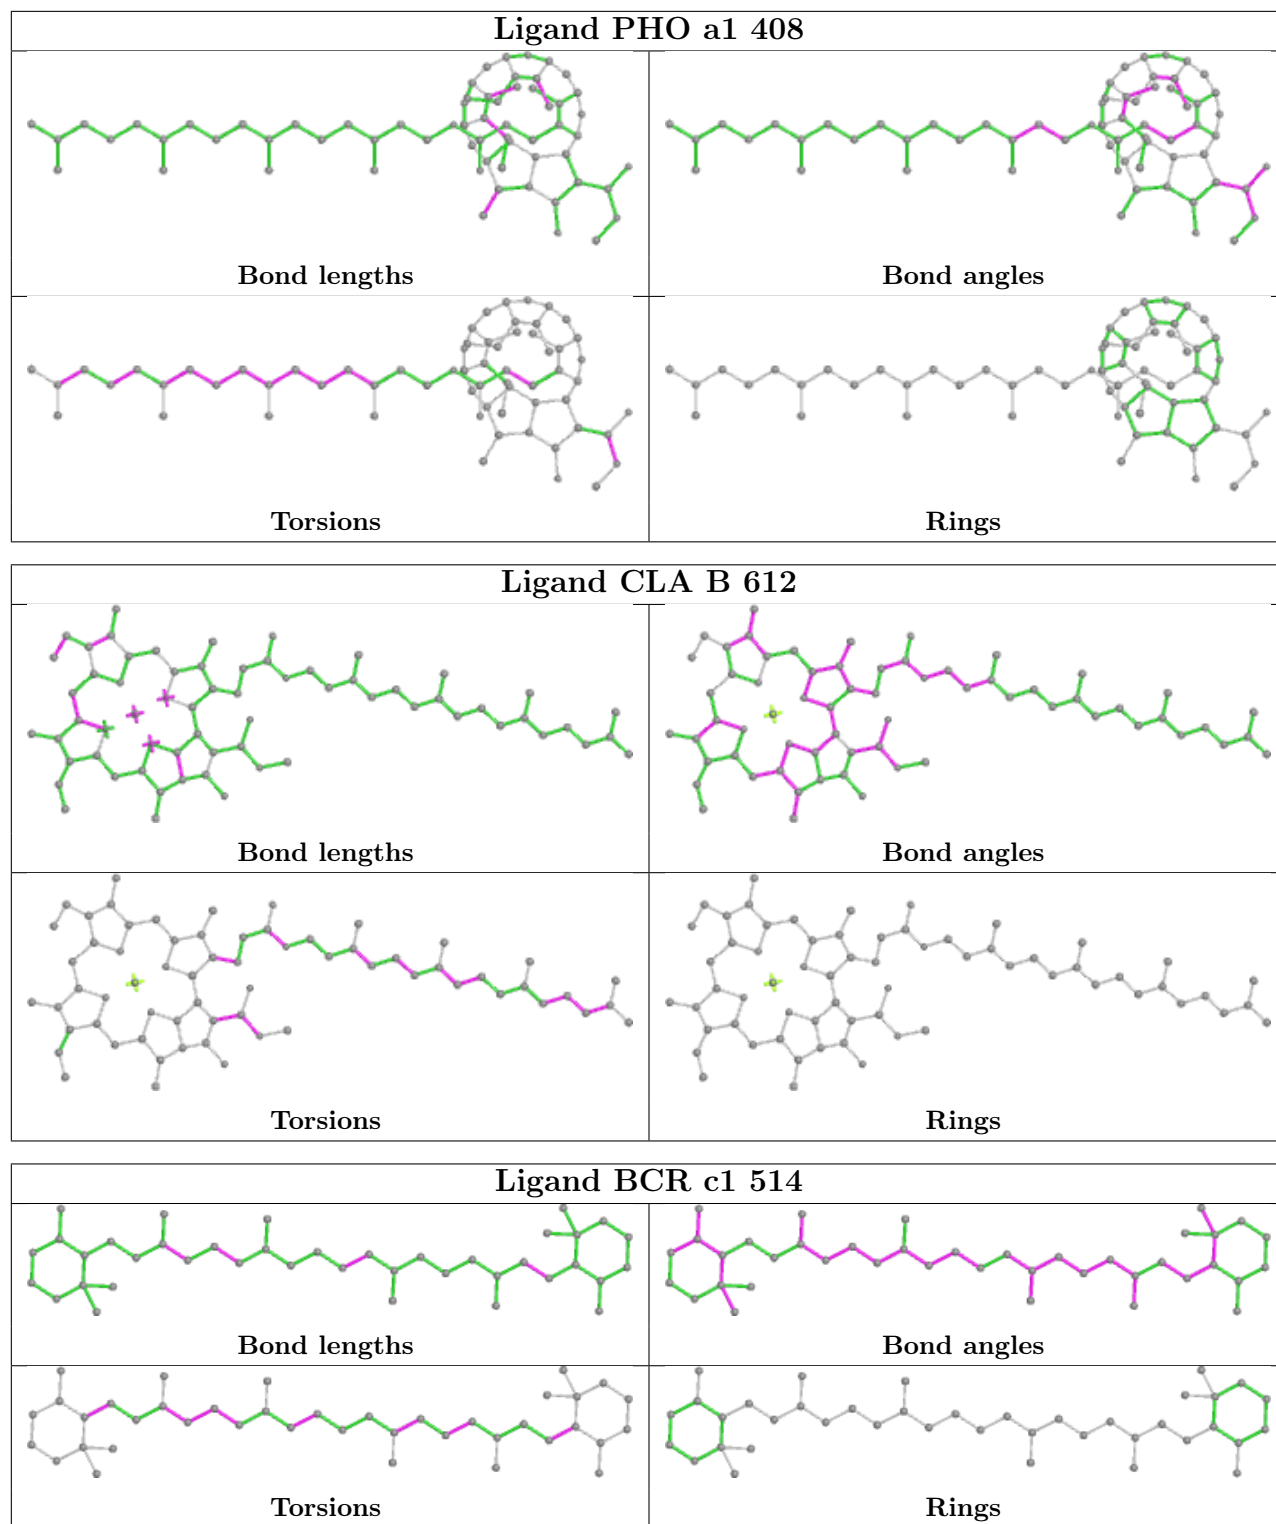 Ligand PHO a1 408
Bond lengths
Bond angles
Torsions
Rings
Ligand CLA B 612
Bond lengths
Bond angles
Torsions
Rings
Ligand BCR c1 514
Bond lengths
Bond angles
Torsions
Rings